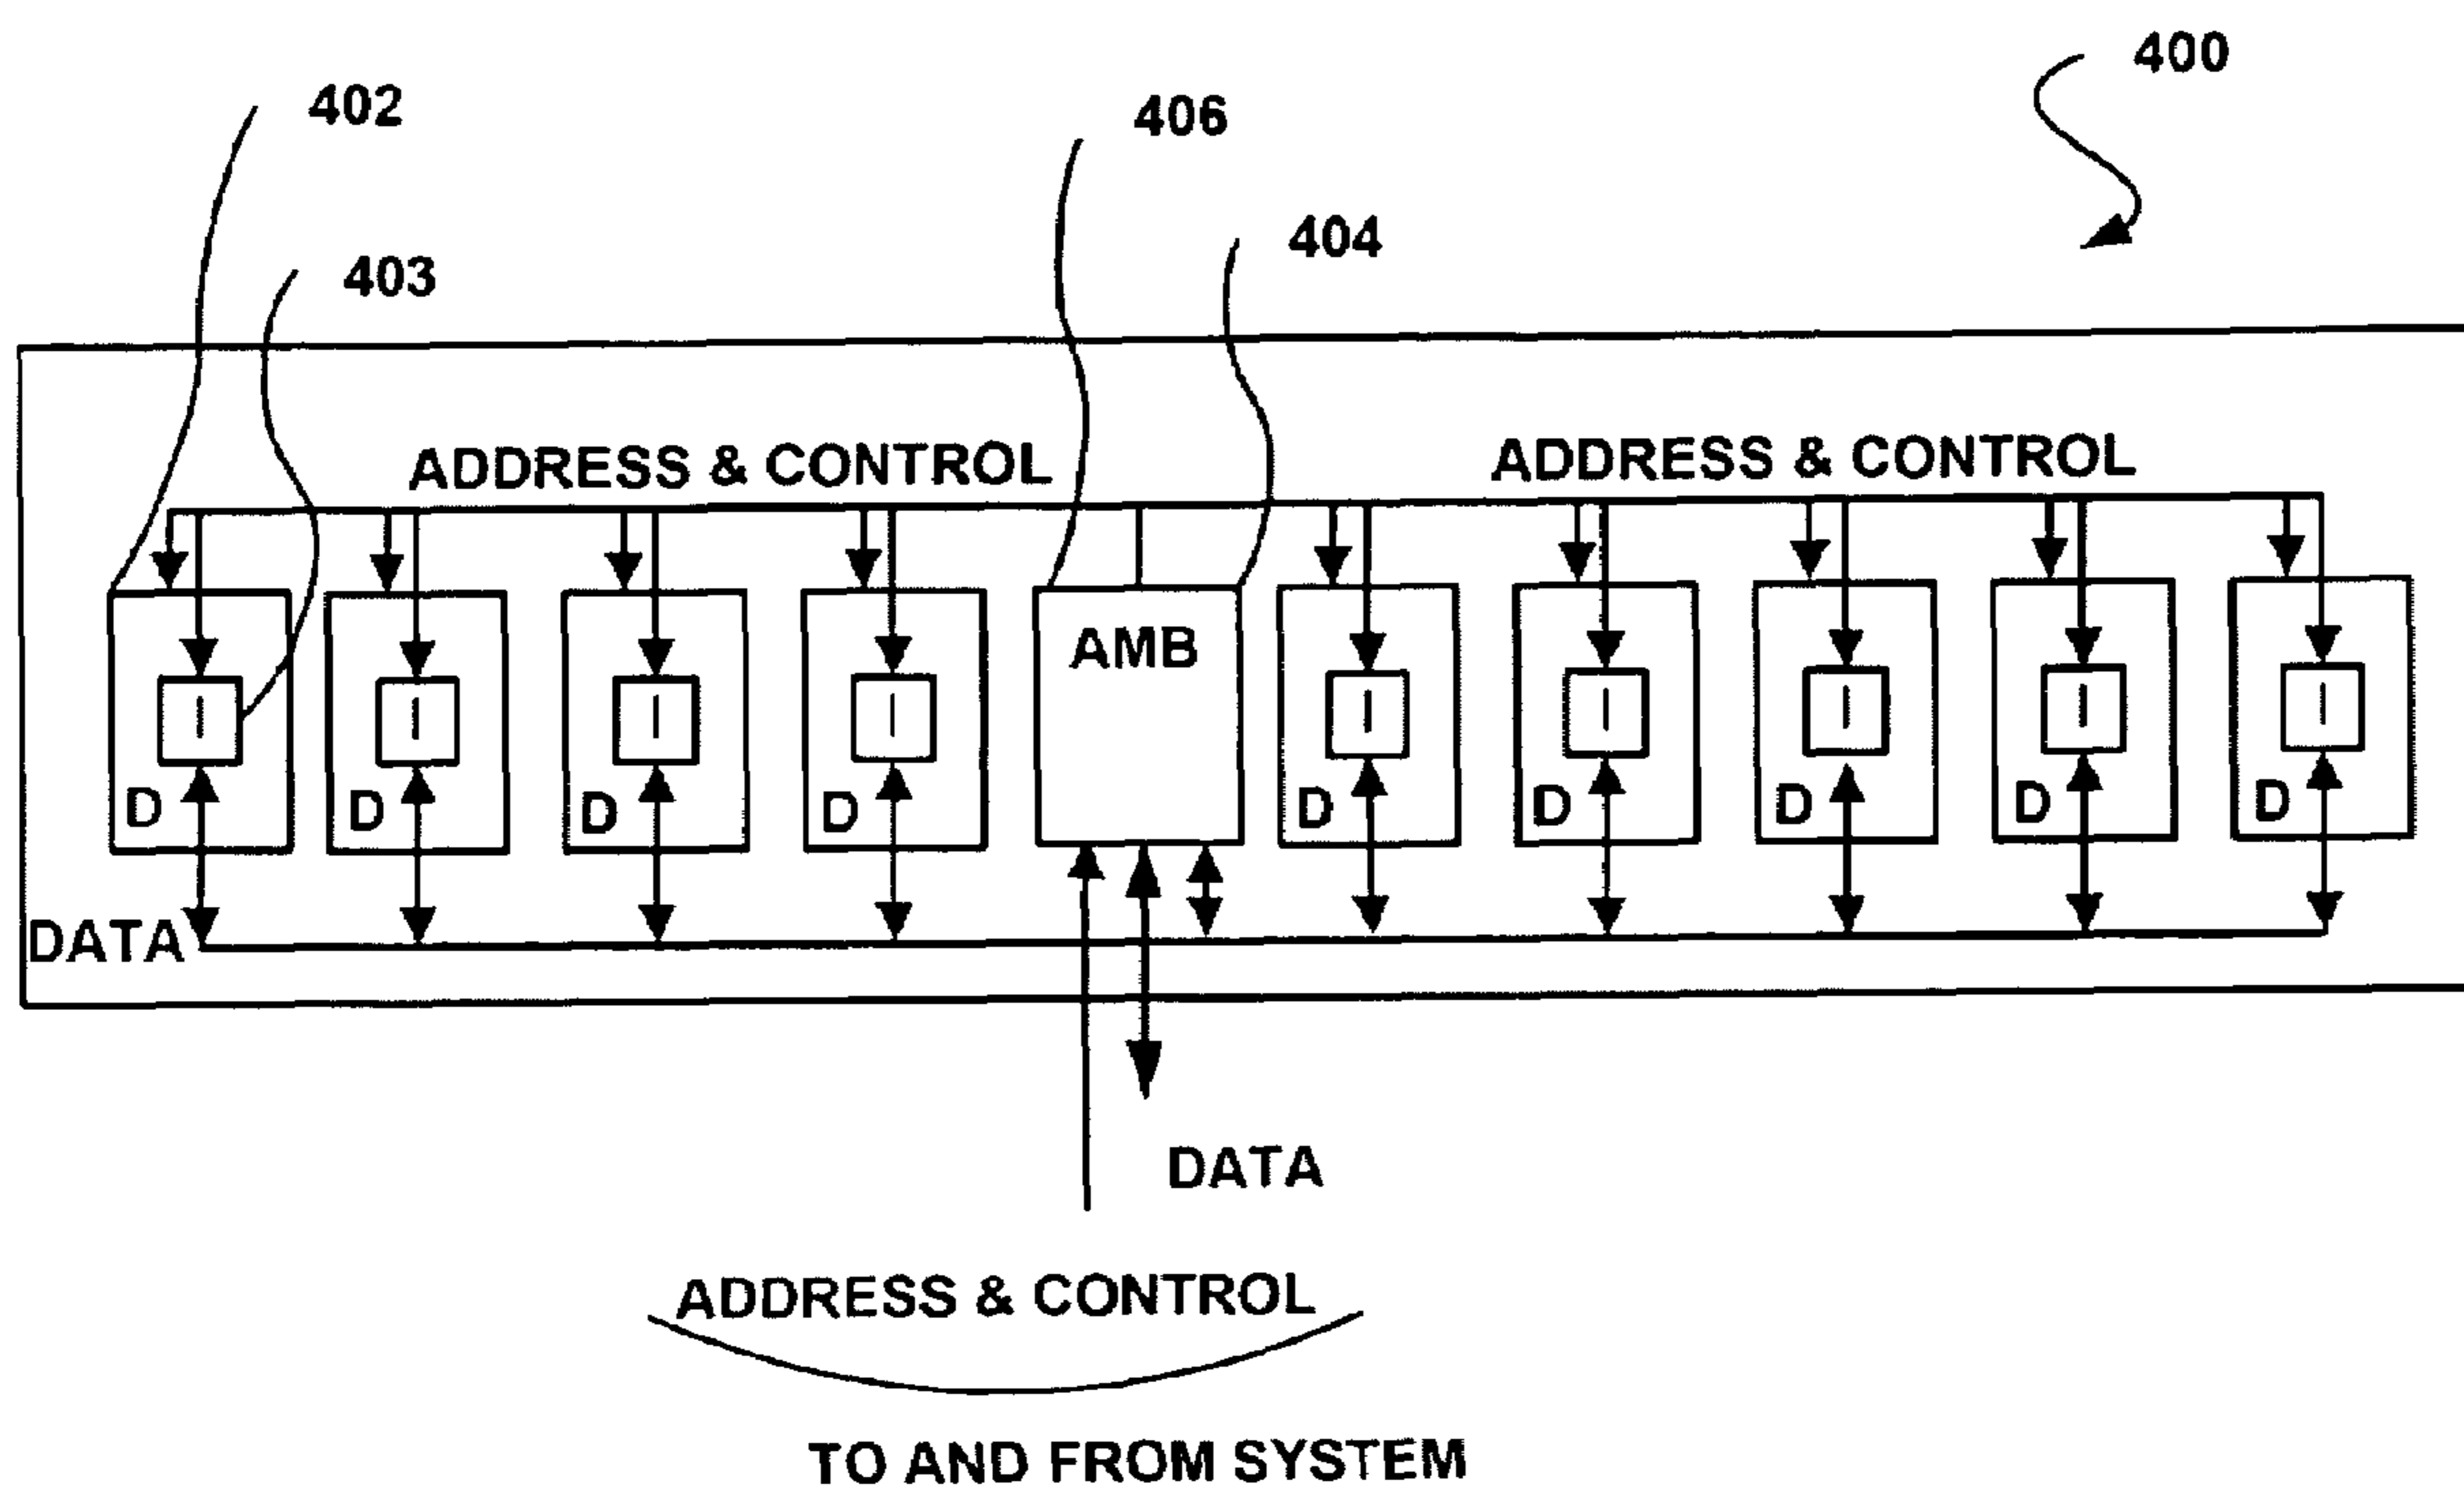 400
402
406
404
403
ADDRESS & CONTROL ADDRESS & CONTROL
AMB
I I I I I I I I I
D D D D D D D D D
DATA
DATA
ADDRESS & CONTROL
TO AND FROM SYSTEM